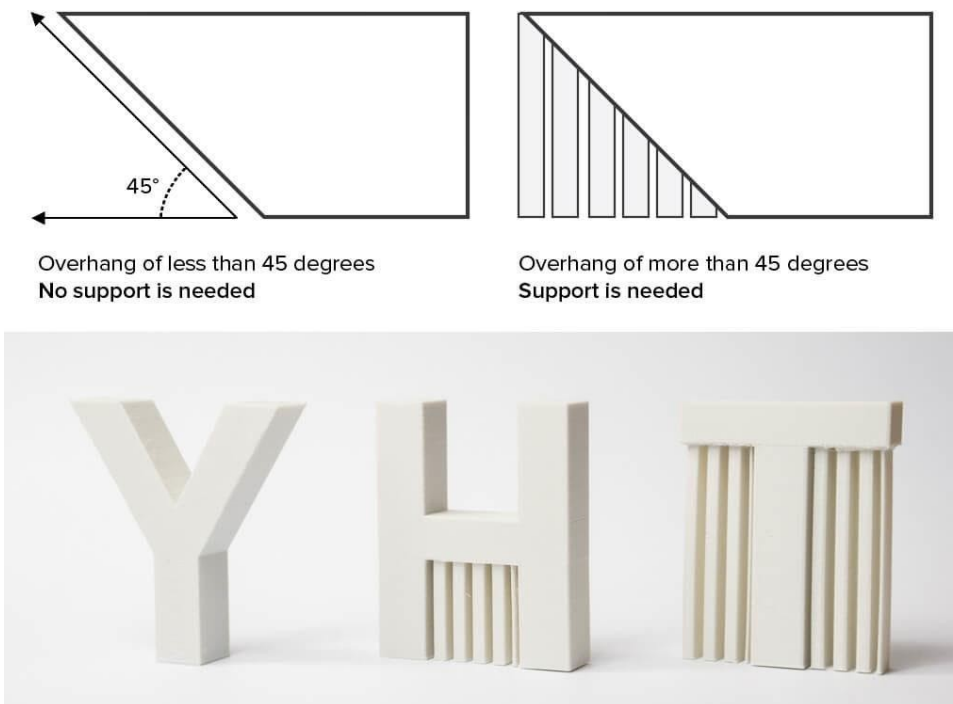 45°
Overhang of less than 45 degrees
No support is needed
Overhang of more than 45 degrees
Support is needed
Y H T